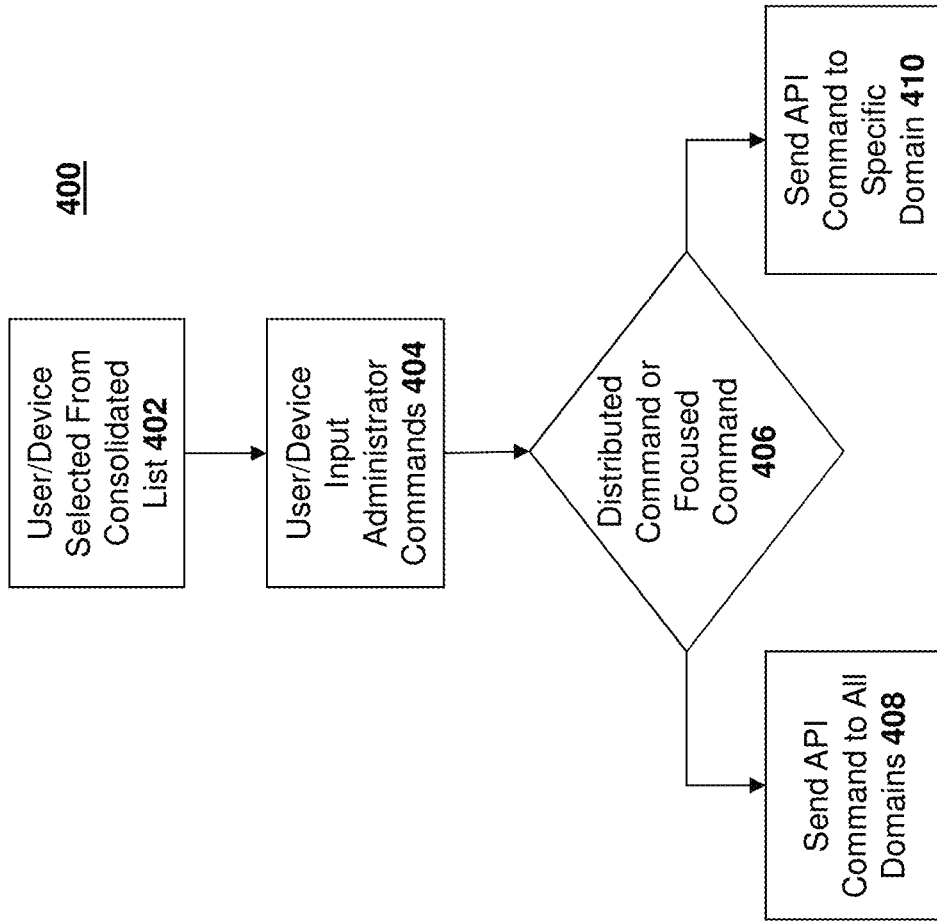 400
User/Device
Selected From
Consolidated
List 402
User/Device
Input
Administrator
Commands 404
Distributed
Command or
Focused
Command
406
Send API
Command to All
Domains 408
Send API
Command to
Specific
Domain 410